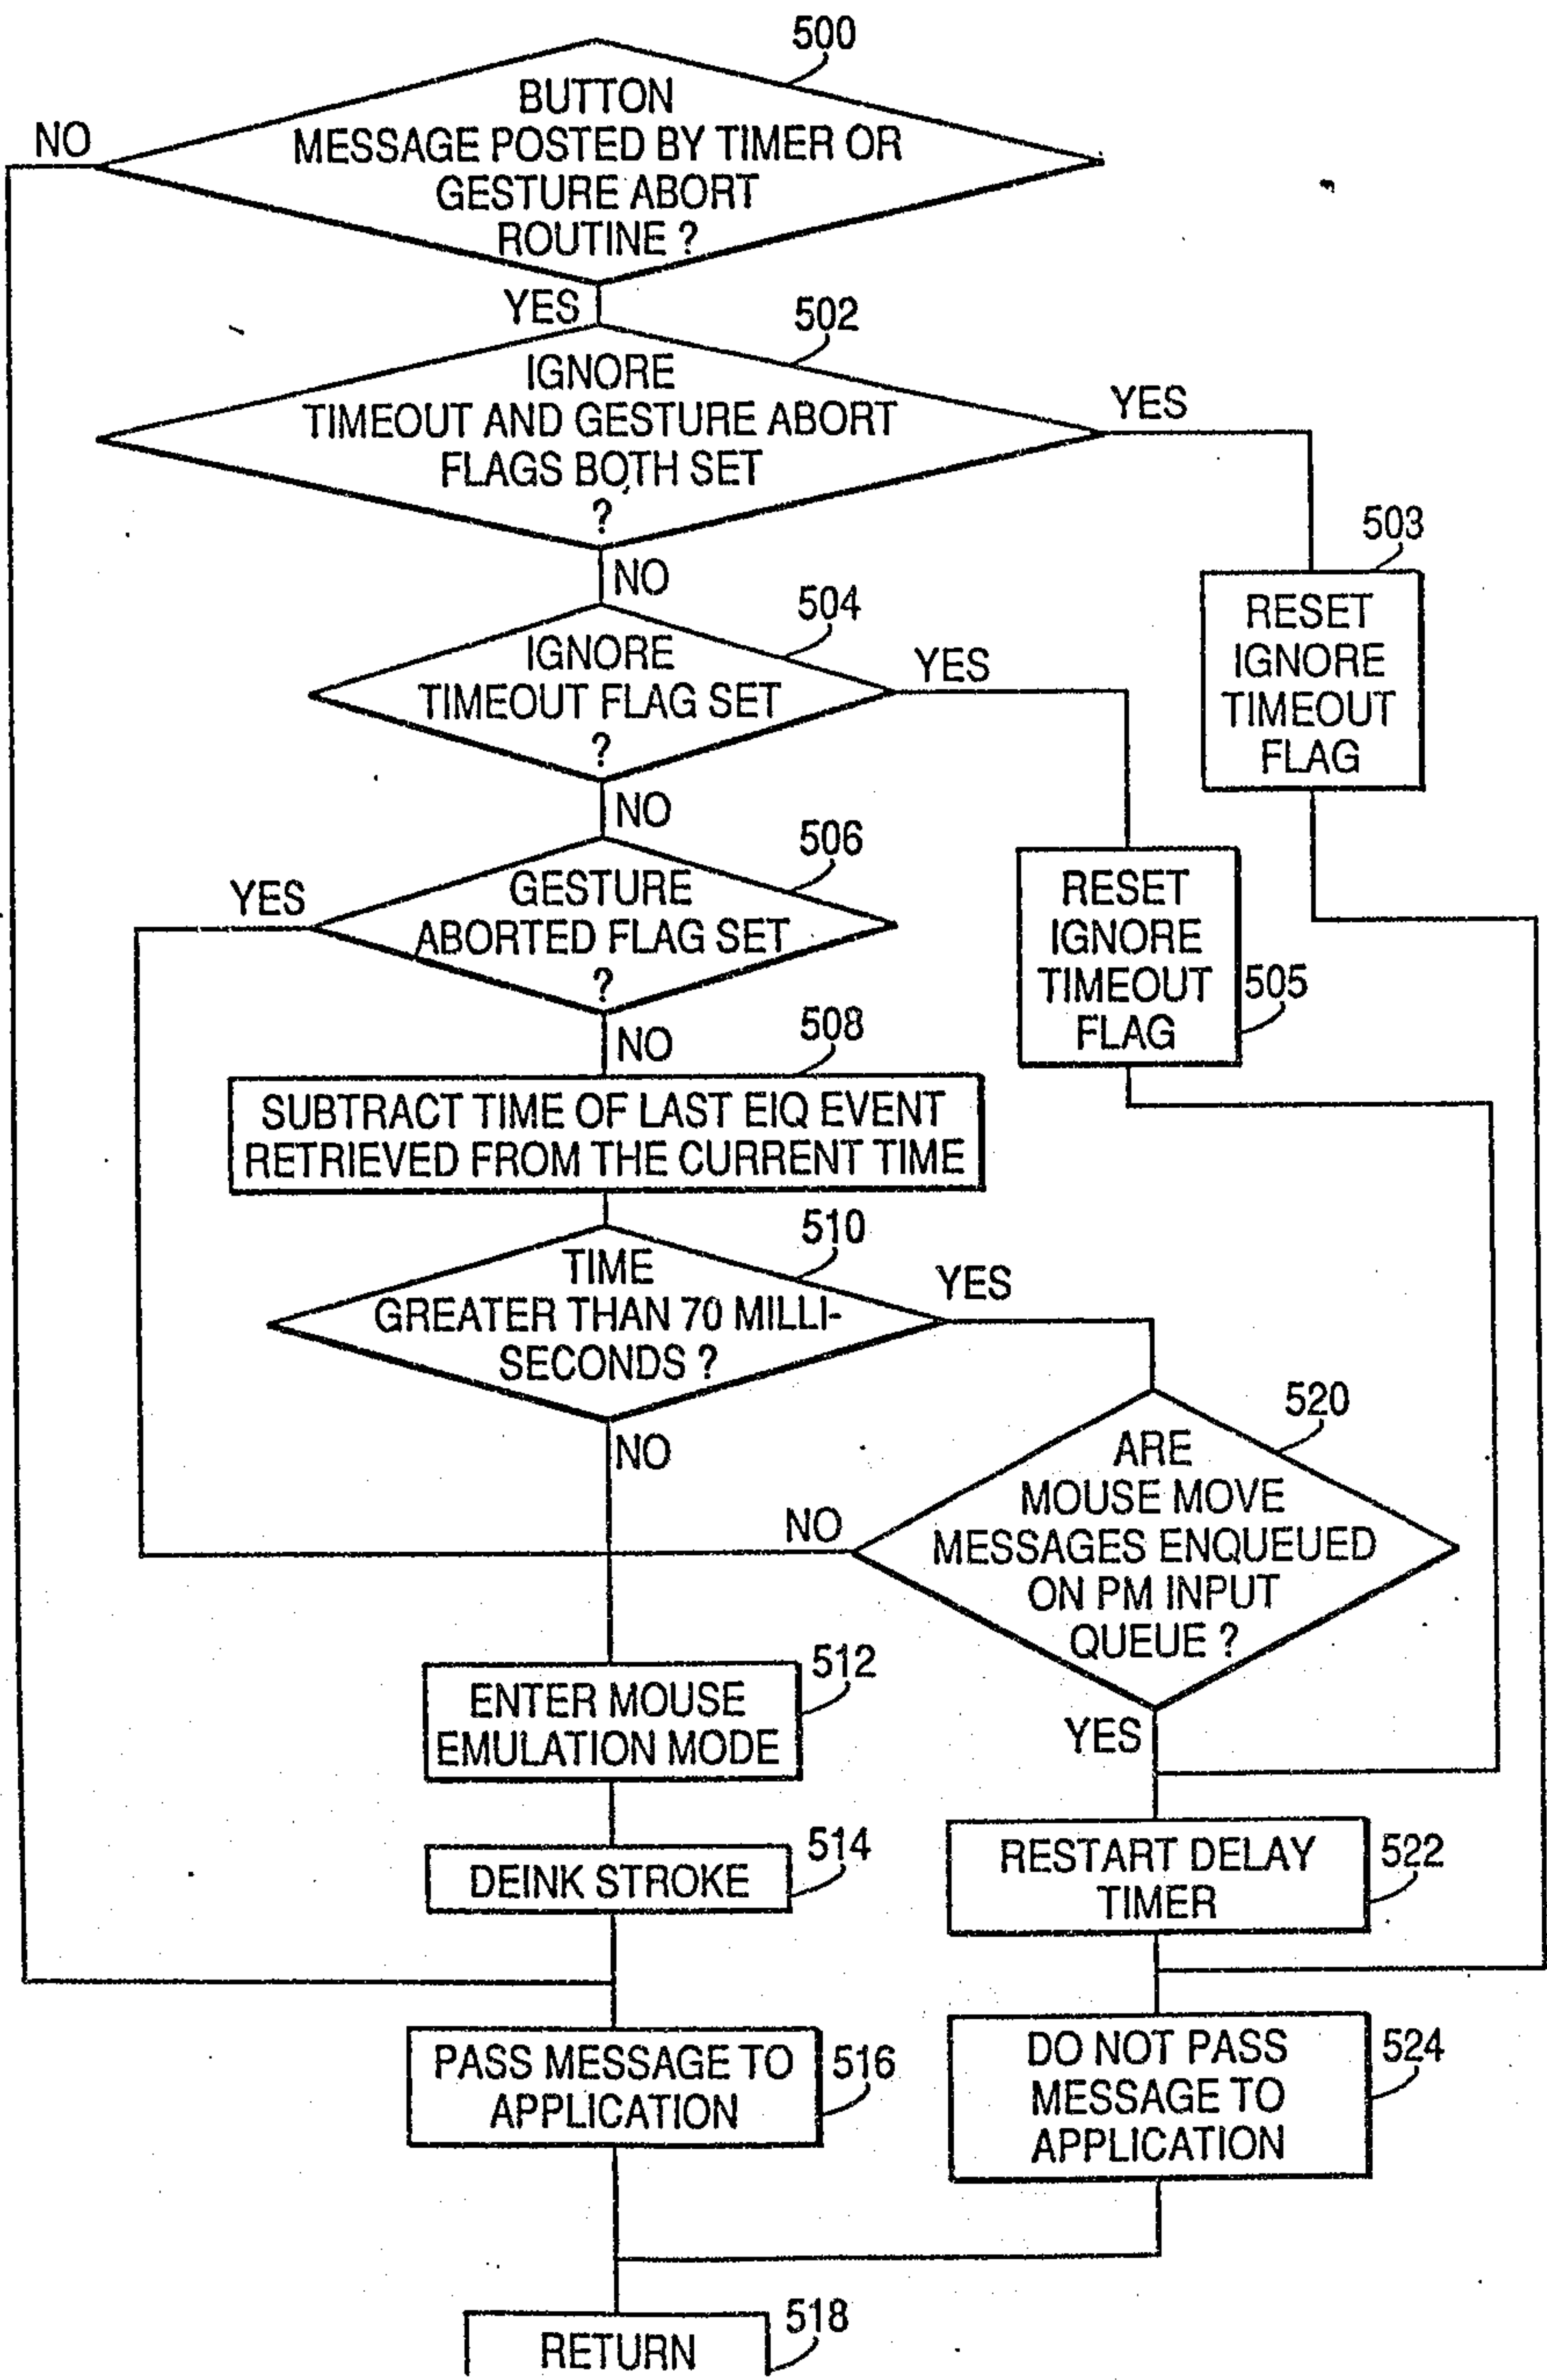 500
BUTTON
NO
MESSAGE POSTED BY TIMER OR
GESTURE ABORT
ROUTINE ?
YES
502
IGNORE
TIMEOUT AND GESTURE ABORT
FLAGS BOTH SET
?
YES
503
RESET
IGNORE
TIMEOUT
FLAG
NO
504
IGNORE
TIMEOUT FLAG SET
?
YES
NO
506
YES
GESTURE
ABORTED FLAG SET
?
RESET
IGNORE
TIMEOUT
FLAG
505
NO
508
SUBTRACT TIME OF LAST EIQ EVENT
RETRIEVED FROM THE CURRENT TIME
510
TIME
GREATER THAN 70 MILLI-
SECONDS ?
YES
NO
520
ARE
MOUSE MOVE
MESSAGES ENQUEUED
ON PM INPUT
QUEUE ?
NO
YES
512
ENTER MOUSE
EMULATION MODE
514
DEINK STROKE
RESTART DELAY
TIMER
522
PASS MESSAGE TO
APPLICATION
516
DO NOT PASS
MESSAGE TO
APPLICATION
524
518
RETURN